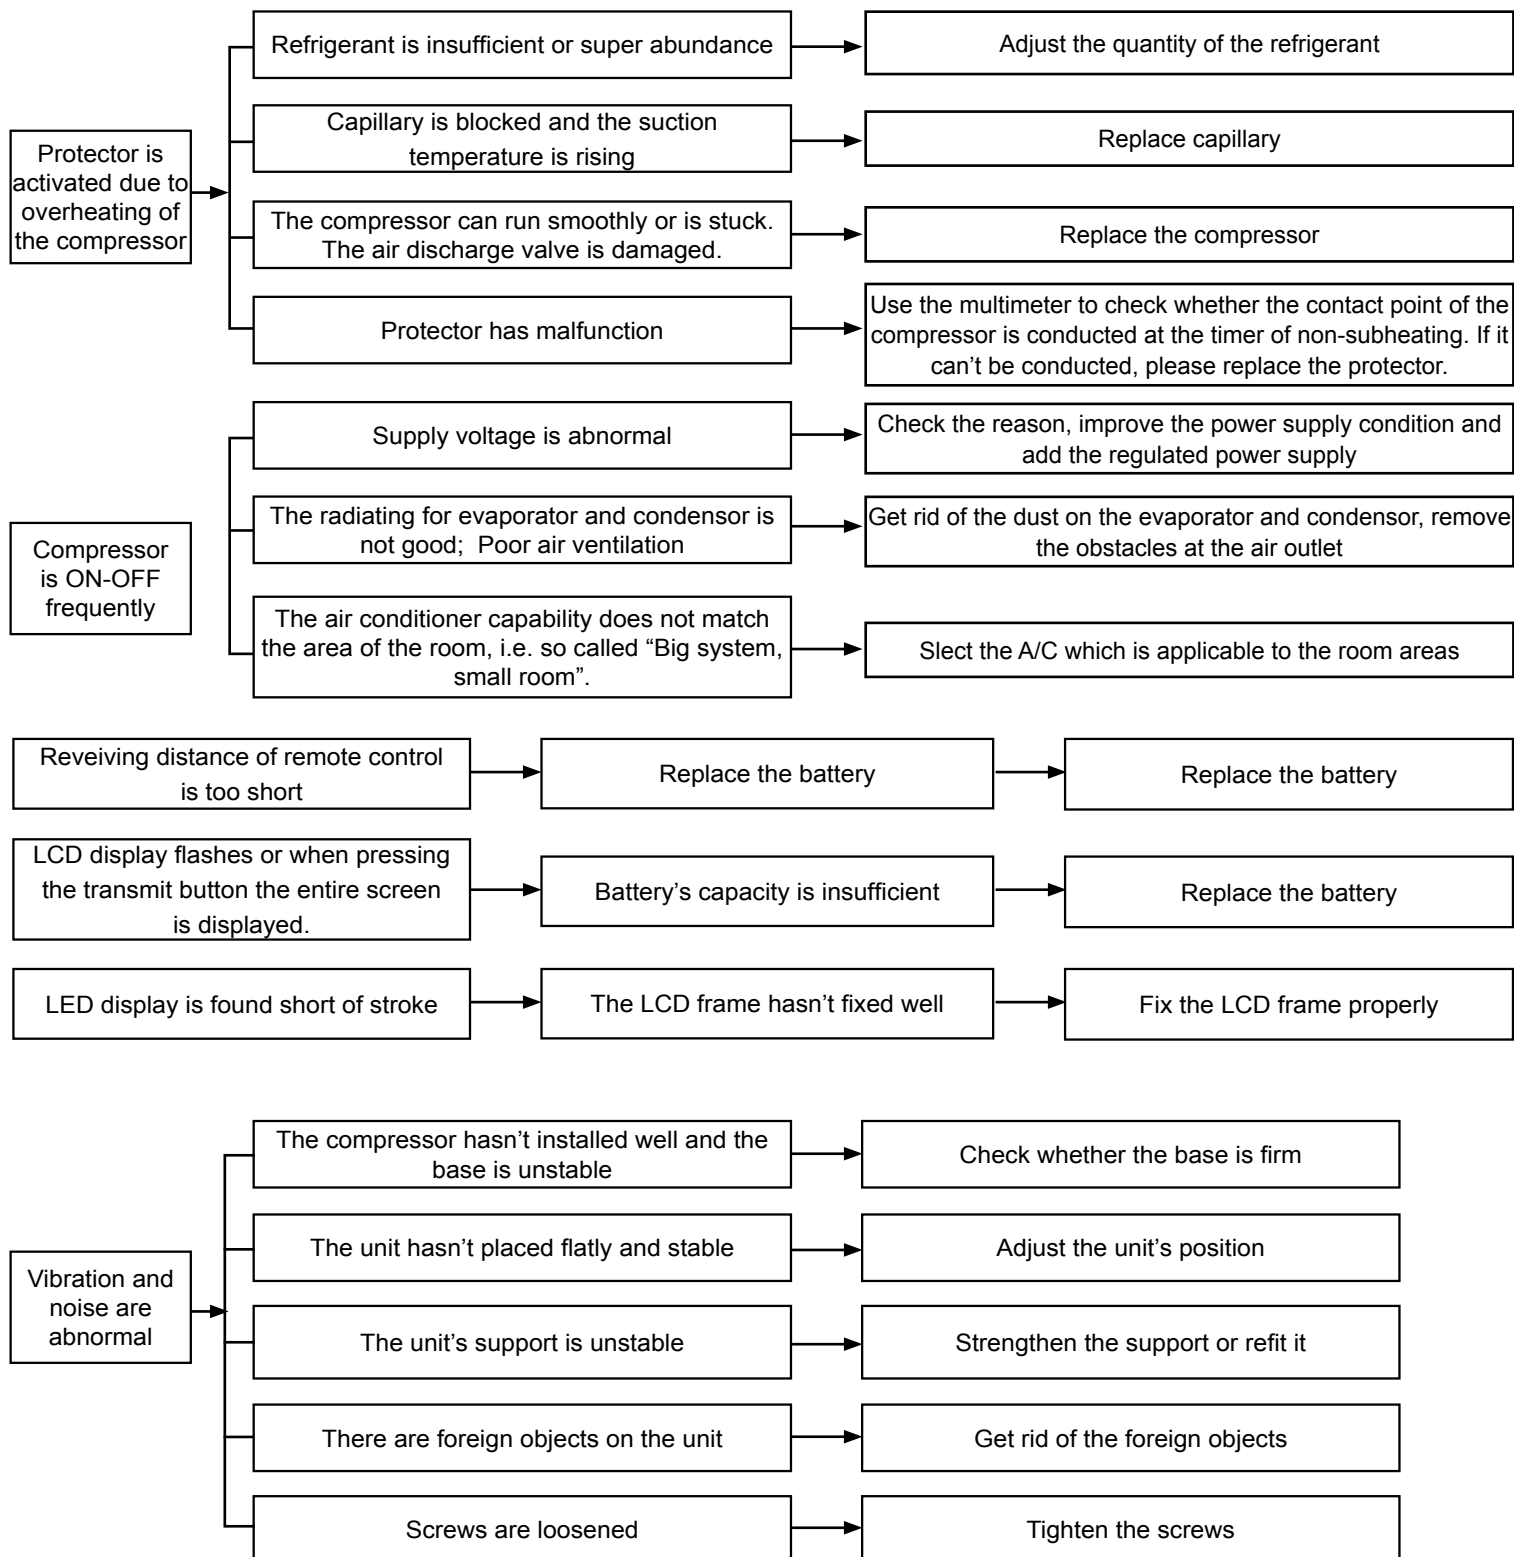 Refrigerant is insufficient or super abundance
Adjust the quantity of the refrigerant
Capillary is blocked and the suction
temperature is rising
Replace capillary
Protector is
activated due to
overheating of
the compressor
The compressor can run smoothly or is stuck.
The air discharge valve is damaged.
Replace the compressor
Protector has malfunction
Use the multimeter to check whether the contact point of the
compressor is conducted at the timer of non-subheating. If it
can’t be conducted, please replace the protector.
Supply voltage is abnormal
Check the reason, improve the power supply condition and
add the regulated power supply
Compressor
is ON-OFF
frequently
The radiating for evaporator and condensor is
not good;  Poor air ventilation
Get rid of the dust on the evaporator and condensor, remove
the obstacles at the air outlet
The air conditioner capability does not match
the area of the room, i.e. so called “Big system,
small room”.
Slect the A/C which is applicable to the room areas
Reveiving distance of remote control
is too short
Replace the battery
Replace the battery
LCD display flashes or when pressing
the transmit button the entire screen
is displayed.
Battery’s capacity is insufficient
Replace the battery
LED display is found short of stroke
The LCD frame hasn’t fixed well
Fix the LCD frame properly
The compressor hasn’t installed well and the
base is unstable
Check whether the base is firm
The unit hasn’t placed flatly and stable
Adjust the unit’s position
Vibration and
noise are
abnormal
The unit’s support is unstable
Strengthen the support or refit it
There are foreign objects on the unit
Get rid of the foreign objects
Screws are loosened
Tighten the screws